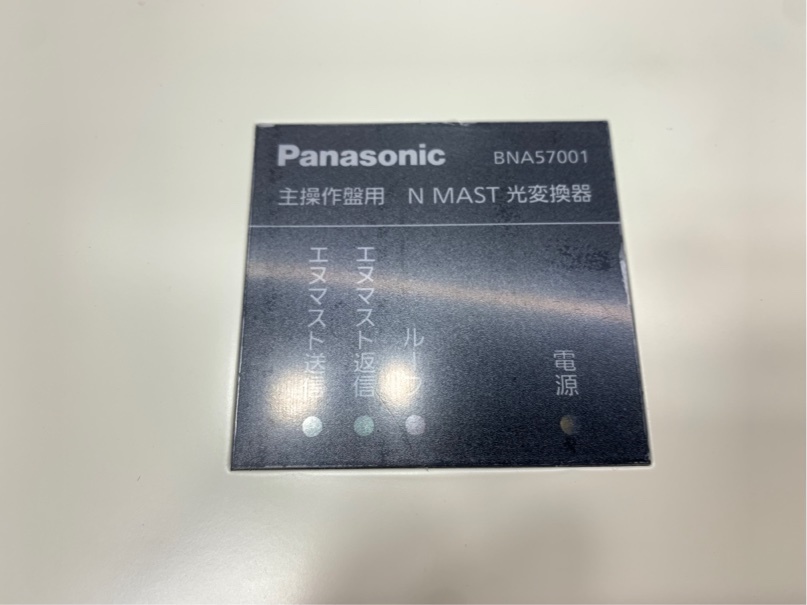 Panasonic BNA57001
主操作盤用 N MAST 光変換器
エヌマスト送信
エヌマスト返信
ループ
電源